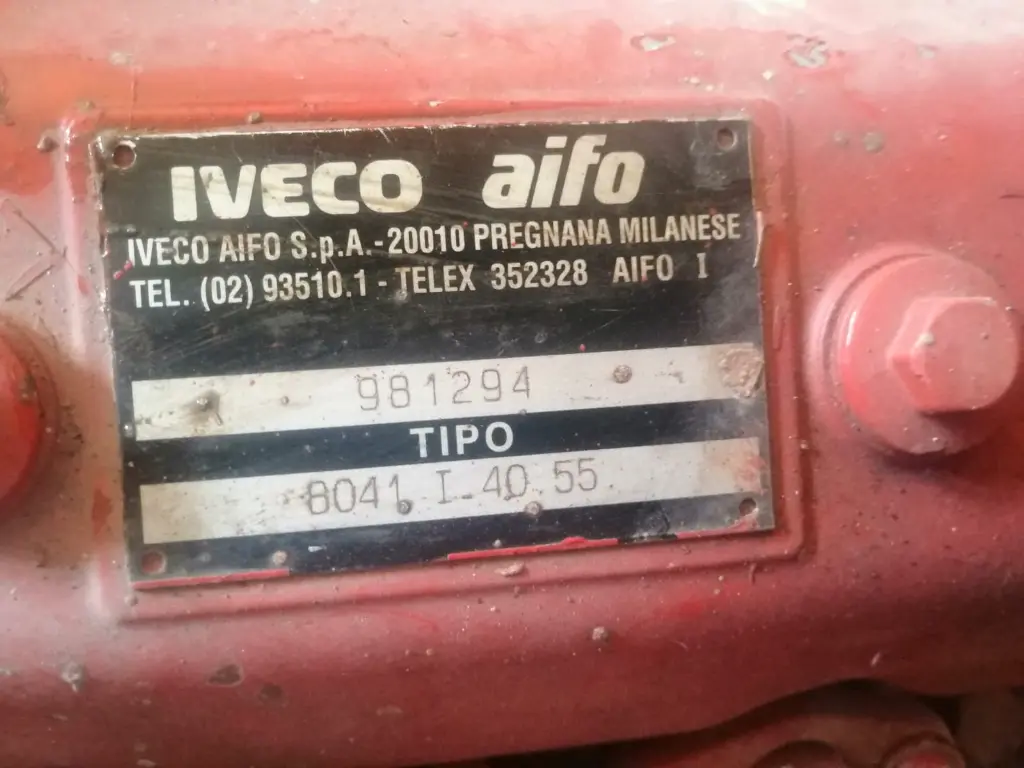 IVECO aifo
IVECO AIFO S.p.A.-20010 PREGNANA MILANESE
TEL. (02) 93510.1 - TELEX 352328 AIFO I
981294
TIPO
8041 I-40.55.